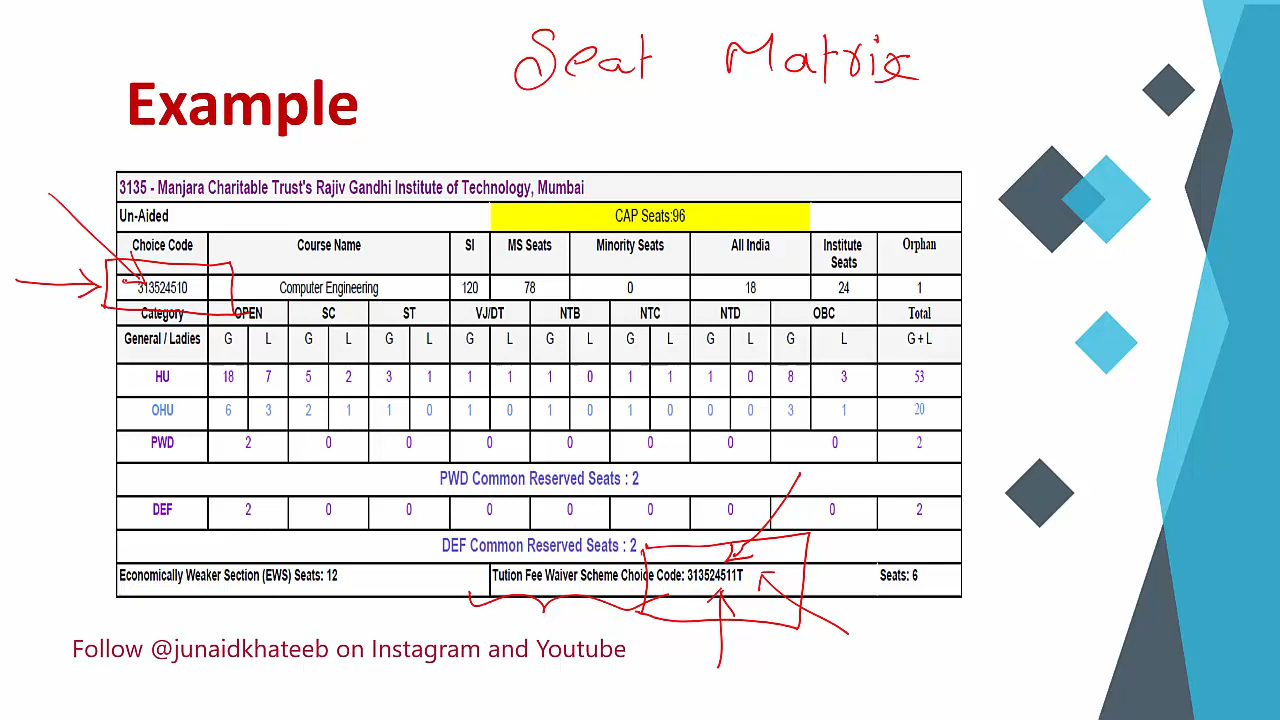 Seat Matrix
Example
3135 - Manjara Charitable Trust's Rajiv Gandhi Institute of Technology, Mumbai
Un-Aided CAP Seats:96
Choice Code Course Name SI MS Seats Minority Seats All India Institute Seats Orphan
313524510 Computer Engineering 120 78 0 18 24 1
Category OPEN SC ST VJ/DT NTB NTC NTD OBC Total
General / Ladies G L G L G L G L G L G L G L G L G + L
HU 18 7 5 2 3 1 1 1 1 0 1 1 1 0 8 3 53
OHU 6 3 2 1 1 0 1 0 1 0 1 0 0 0 3 1 20
PWD 2 0 0 0 0 0 0 0 2
PWD Common Reserved Seats : 2
DEF 2 0 0 0 0 0 0 0 2
DEF Common Reserved Seats : 2
Economically Weaker Section (EWS) Seats: 12 Tution Fee Waiver Scheme Choice Code: 313524511T Seats: 6
Follow @junaidkhateeb on Instagram and Youtube